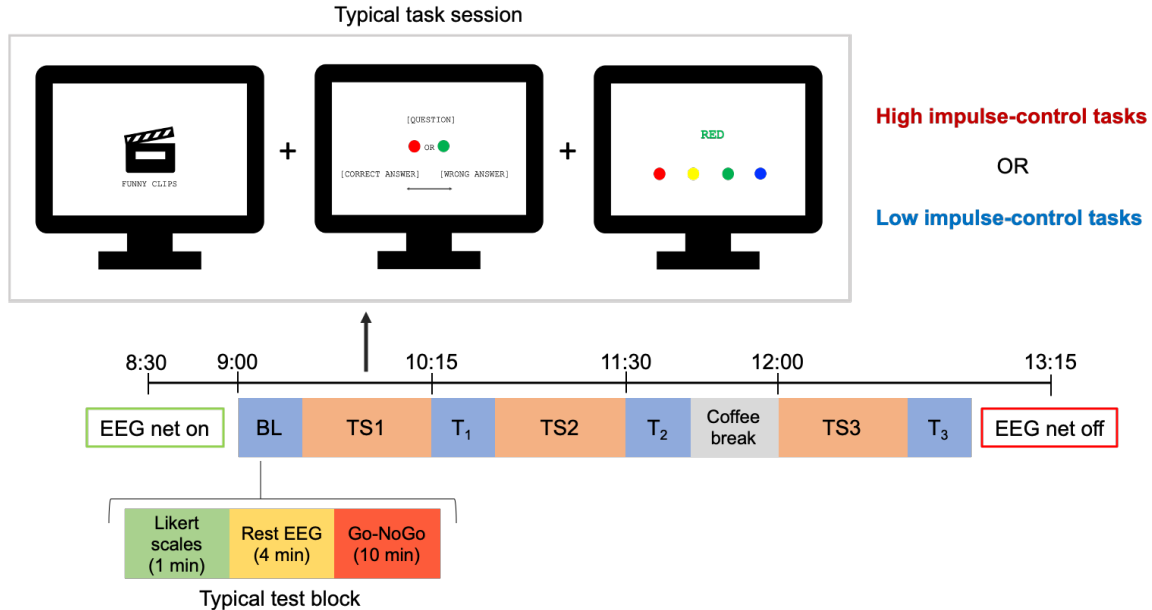 Typical task session
FUNNY CLIPS
+
[QUESTION]
OR
[CORRECT ANSWER] [WRONG ANSWER]
+
RED
High impulse-control tasks
OR
Low impulse-control tasks
8:30 9:00 10:15 11:30 12:00 13:15
EEG net on BL TS1 T1 TS2 T2 Coffee break TS3 T3 EEG net off
Likert scales (1 min)
Rest EEG (4 min)
Go-NoGo (10 min)
Typical test block